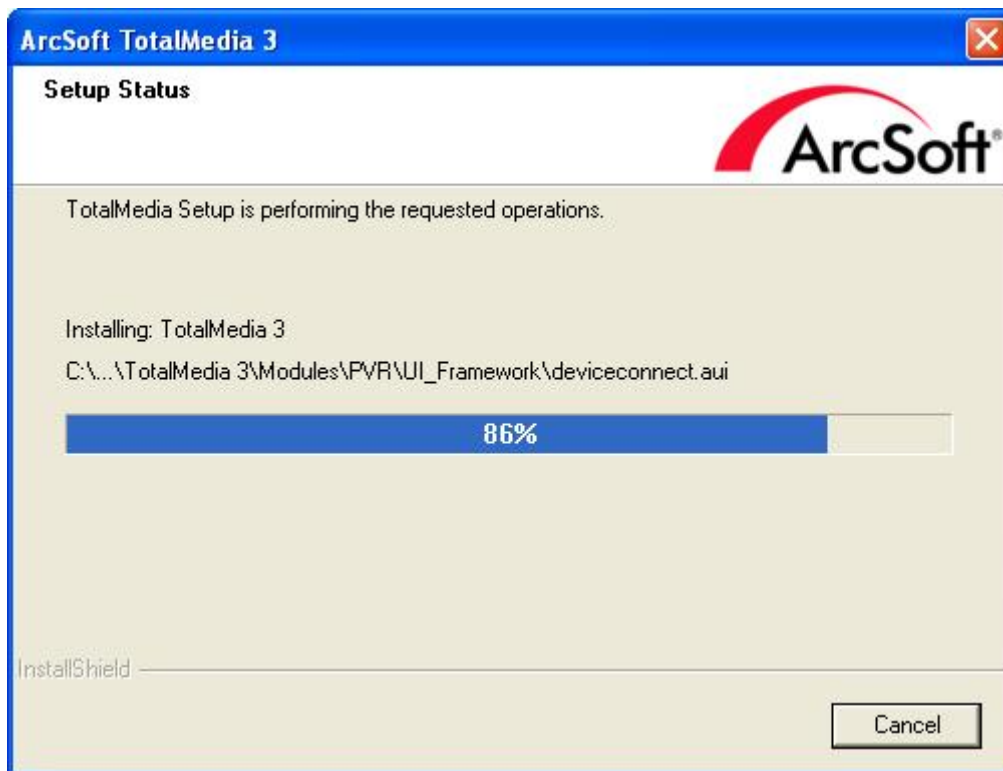 ArcSoft TotalMedia 3
Setup Status
ArcSoft®
TotalMedia Setup is performing the requested operations.
Installing: TotalMedia 3
C:\...\TotalMedia 3\Modules\PVR\UI_Framework\deviceconnect.aui
86%
InstallShield
Cancel